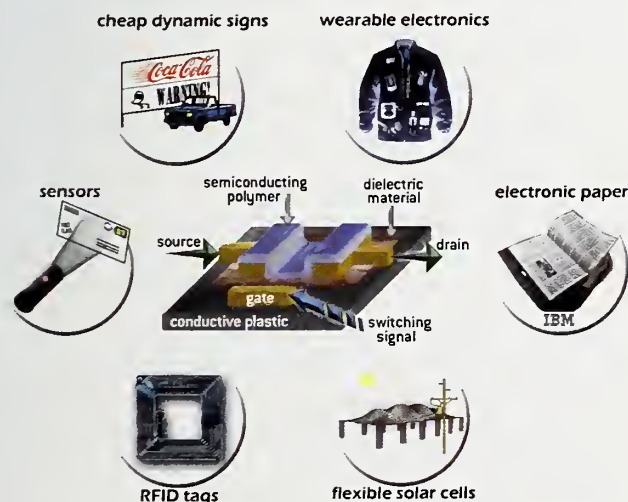 cheap dynamic signs
wearable electronics
Coca-Cola
WARNING!
sensors
semiconducting
polymer
dielectric
material
electronic paper
source
drain
gate
conductive plastic
switching
signal
IBM
RFID tags
flexible solar cells